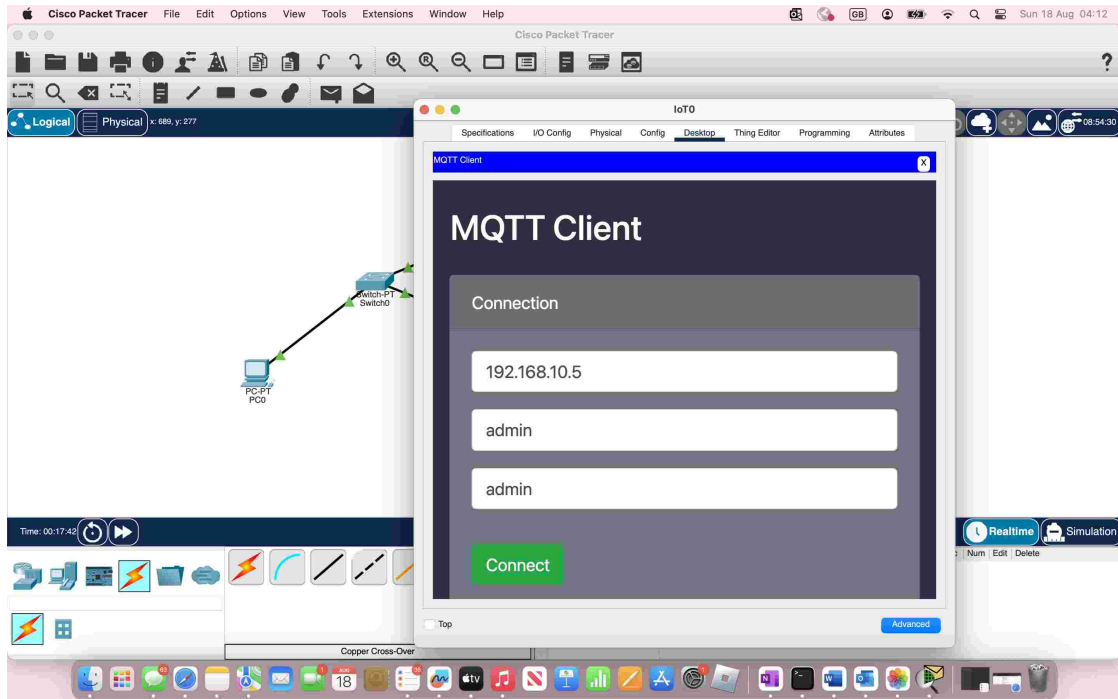 Cisco Packet Tracer File Edit Options View Tools Extensions Window Help GB Sun 18 Aug 04:12
Cisco Packet Tracer
?
Logical Physical x: 689, y: 277
08:54:30
IoT0
Specifications I/O Config Physical Config Desktop Thing Editor Programming Attributes
MQTT Client X
MQTT Client
Connection
192.168.10.5
admin
admin
Connect
Top Advanced
Switch-PT
Switch0
PC-PT
PC0
Time: 00:17:42
Realtime Simulation
Num Edit Delete
Copper Cross-Over
63
AUG
18
tv